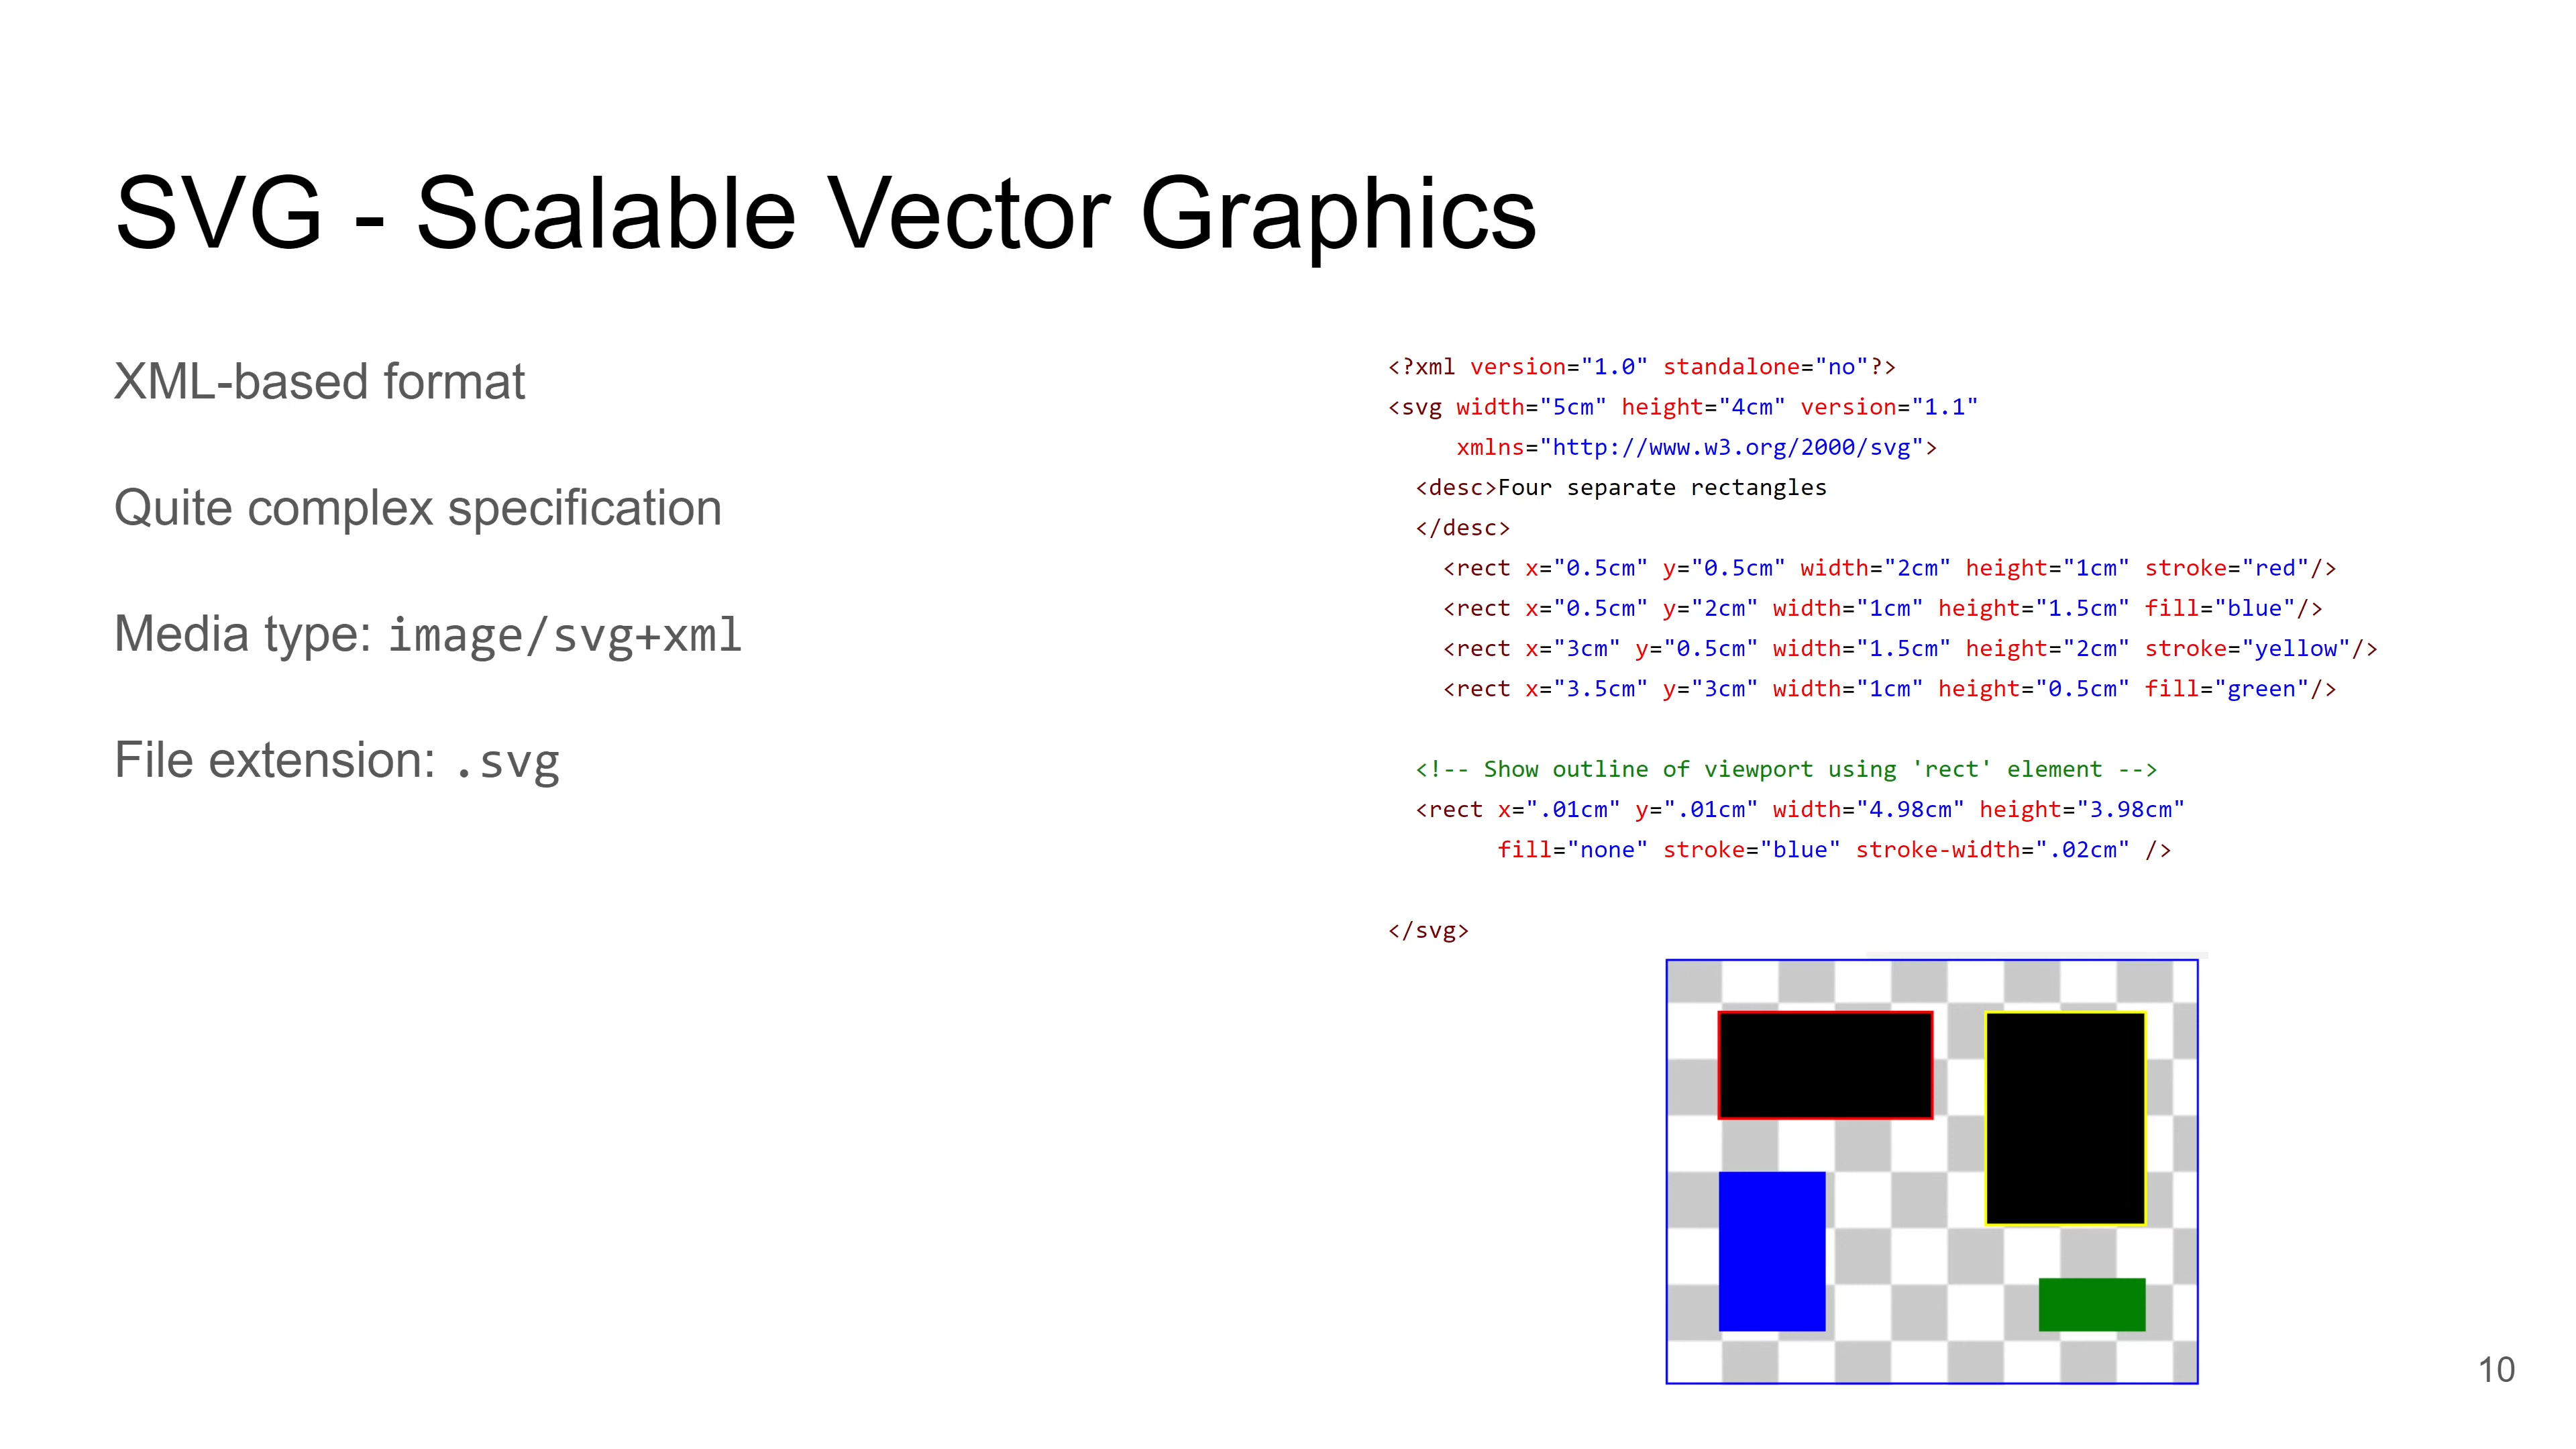 SVG - Scalable Vector Graphics
XML-based format
Quite complex specification
Media type: image/svg+xml
File extension: .svg
<?xml version="1.0" standalone="no"?>
<svg width="5cm" height="4cm" version="1.1"
     xmlns="http://www.w3.org/2000/svg">
  <desc>Four separate rectangles
  </desc>
    <rect x="0.5cm" y="0.5cm" width="2cm" height="1cm" stroke="red"/>
    <rect x="0.5cm" y="2cm" width="1cm" height="1.5cm" fill="blue"/>
    <rect x="3cm" y="0.5cm" width="1.5cm" height="2cm" stroke="yellow"/>
    <rect x="3.5cm" y="3cm" width="1cm" height="0.5cm" fill="green"/>
  <!-- Show outline of viewport using 'rect' element -->
  <rect x=".01cm" y=".01cm" width="4.98cm" height="3.98cm"
        fill="none" stroke="blue" stroke-width=".02cm" />
</svg>
10